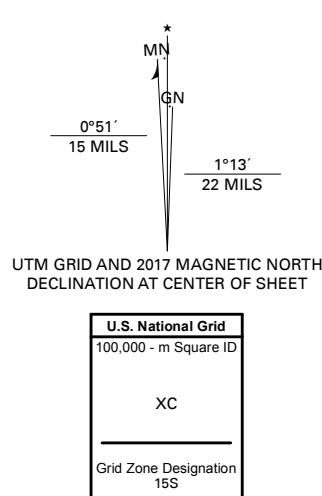 ★
MN
GN
0°51´
15 MILS
1°13´
22 MILS
UTM GRID AND 2017 MAGNETIC NORTH
DECLINATION AT CENTER OF SHEET
U.S. National Grid
100,000 - m Square ID
XC
Grid Zone Designation
15S